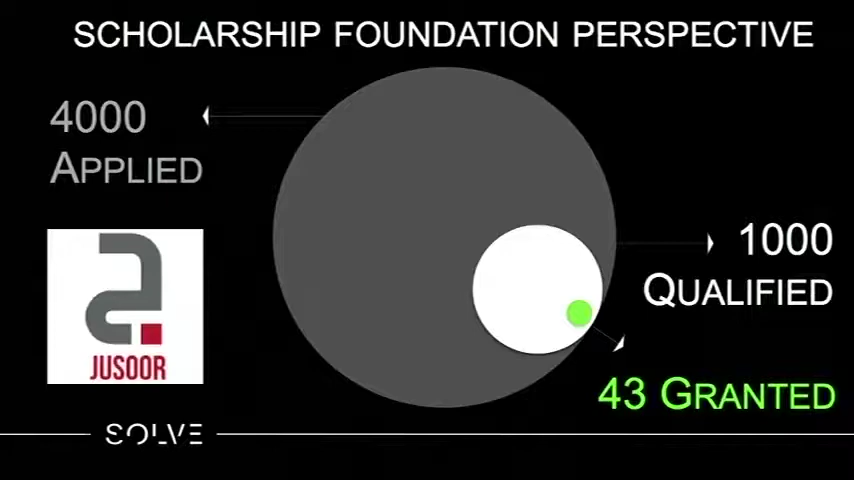 SCHOLARSHIP FOUNDATION PERSPECTIVE
4000
APPLIED
1000
QUALIFIED
43 GRANTED
JUSOOR
SOLVE